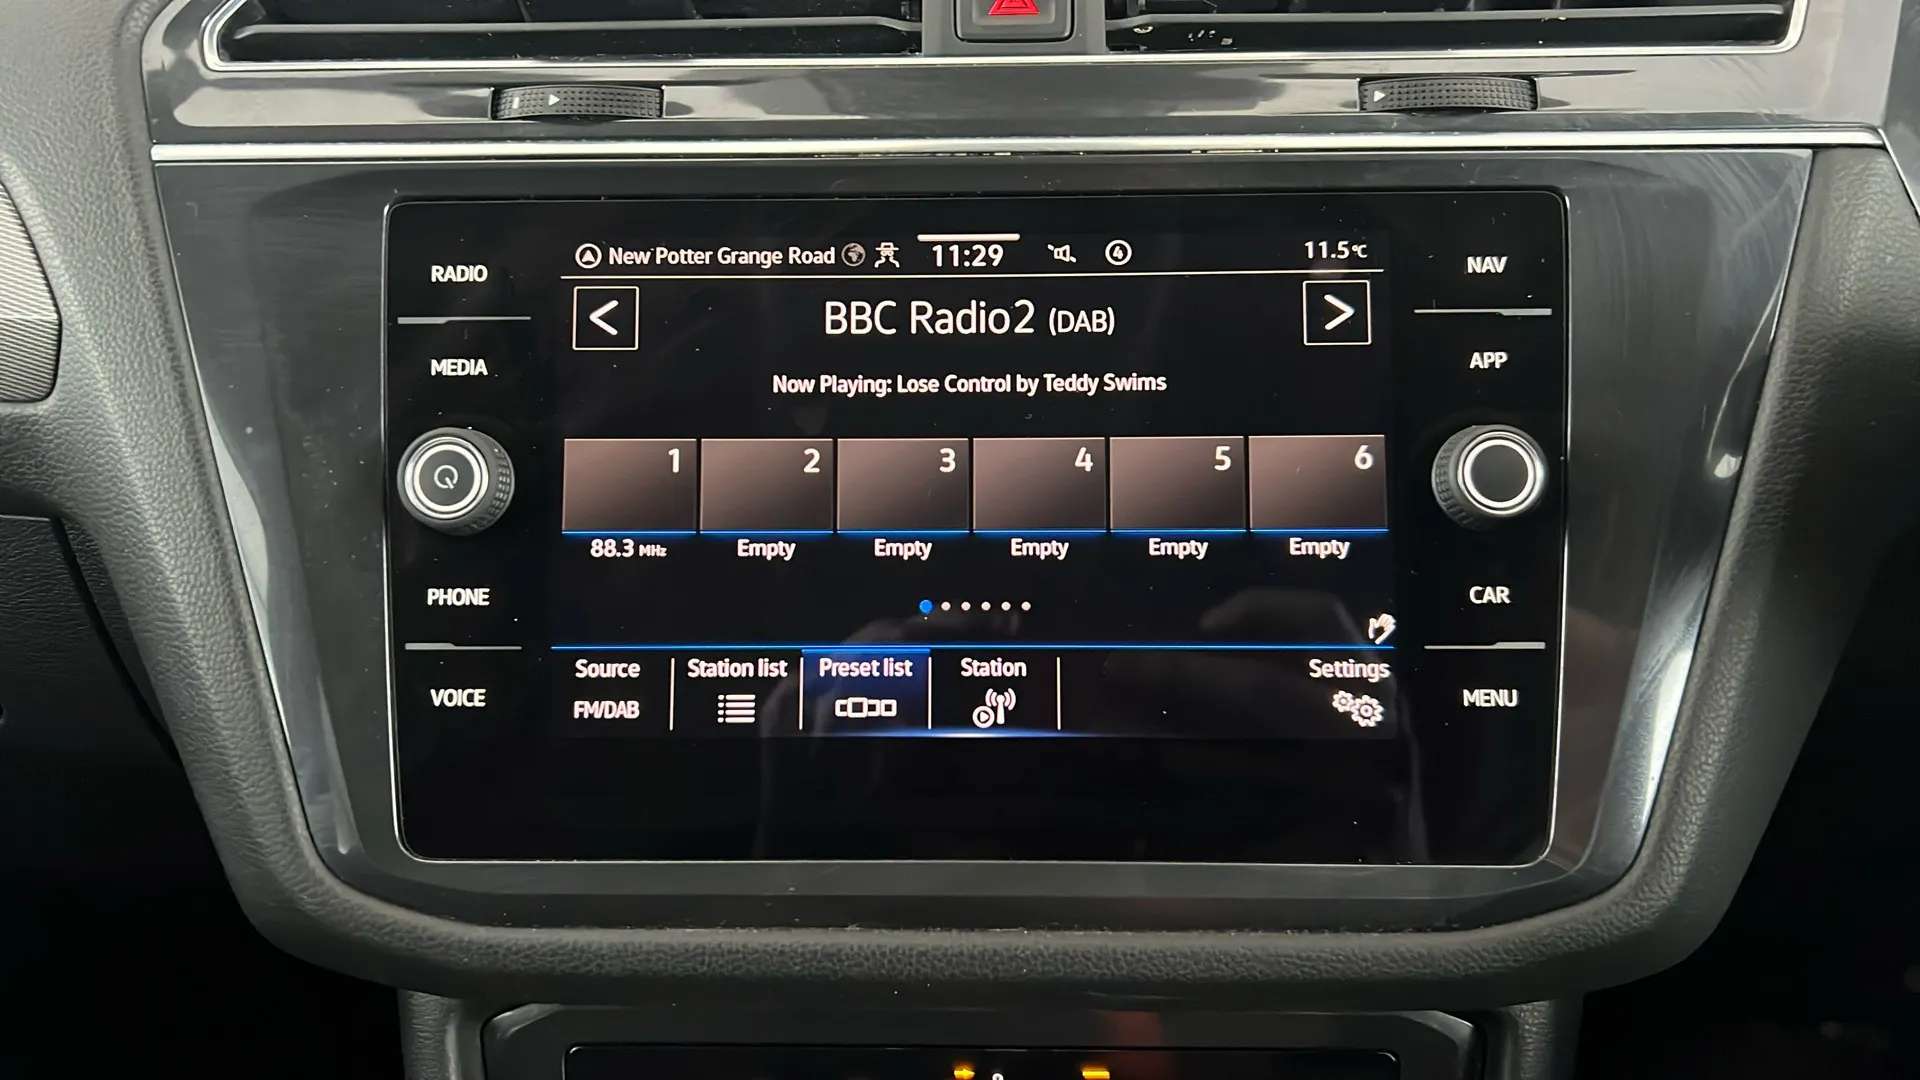 New Potter Grange Road 11:29 4 11.5°C
RADIO
NAV
BBC Radio2 (DAB)
MEDIA
APP
Now Playing: Lose Control by Teddy Swims
1 2 3 4 5 6
88.3 MHz Empty Empty Empty Empty Empty
PHONE
CAR
Source Station list Preset list Station Settings
FM/DAB
VOICE
MENU